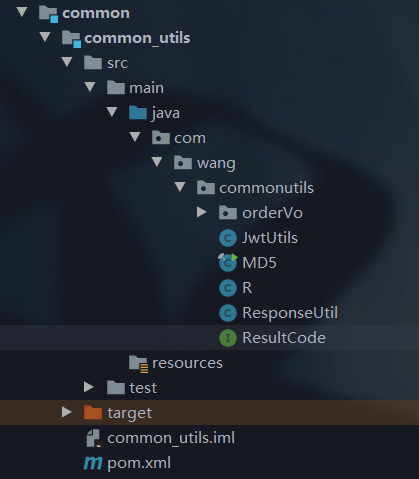 common
common_utils
src
main
java
com
wang
commonutils
orderVo
JwtUtils
MD5
R
ResponseUtil
ResultCode
resources
test
target
common_utils.iml
pom.xml